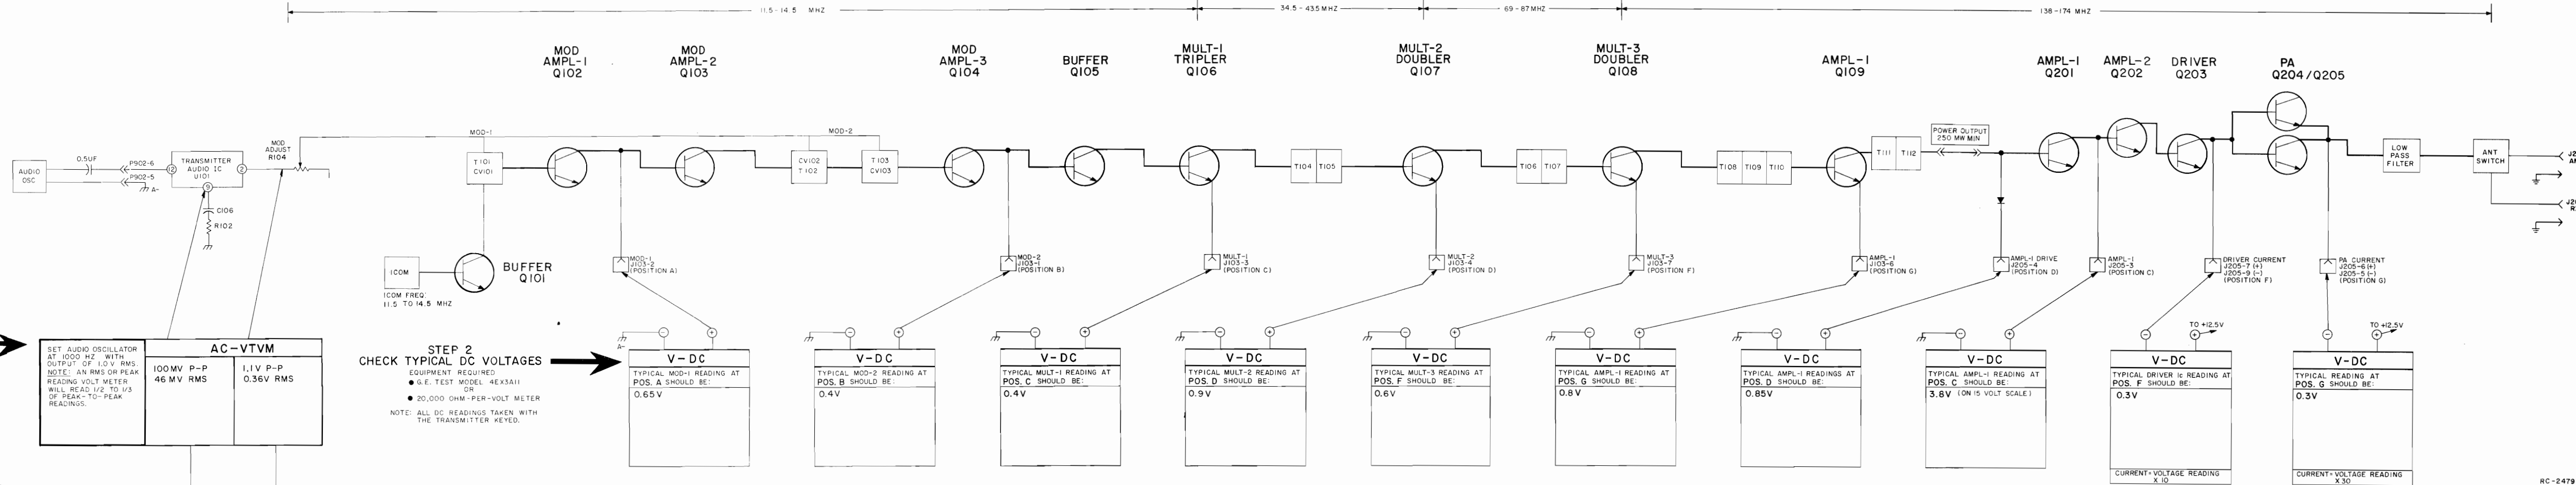 11.5-14.5 MHZ
34.5-43.5MHZ
69-87MHZ
138-174 MHZ
MOD
AMPL-1
Q102
MOD
AMPL-2
Q103
MOD
AMPL-3
Q104
BUFFER
Q105
MULT-1
TRIPLER
Q106
MULT-2
DOUBLER
Q107
MULT-3
DOUBLER
Q108
AMPL-1
Q109
AMPL-1
Q201
AMPL-2
Q202
DRIVER
Q203
PA
Q204/Q205
AUDIO
OSC
0.5UF
P902-6
P902-5
A-
12
TRANSMITTER
AUDIO IC
U101
2
9
C106
R102
MOD
ADJUST
R104
MOD-1
MOD-2
T101
CV101
CV102
T102
T103
CV103
T104
T105
T106
T107
T108
T109
T110
T111
T112
POWER OUTPUT
250 MW MIN
LOW
PASS
FILTER
ANT
SWITCH
ICOM
ICOM FREQ:
11.5 TO 14.5 MHZ
BUFFER
Q101
MOD-1
J103-2
(POSITION A)
MOD-2
J103-1
(POSITION B)
MULT-1
J103-3
(POSITION C)
MULT-2
J103-4
(POSITION D)
MULT-3
J103-7
(POSITION F)
AMPL-1
J103-6
(POSITION G)
AMPL-1 DRIVE
J205-4
(POSITION D)
AMPL-1
J205-3
(POSITION C)
DRIVER CURRENT
J205-7 (+)
J205-9 (-)
(POSITION F)
PA CURRENT
J205-6(+)
J205-5(-)
(POSITION G)
SET AUDIO OSCILLATOR
AT 1000 HZ WITH
OUTPUT OF 1.0V RMS.
NOTE: AN RMS OR PEAK
READING VOLT METER
WILL READ 1/2 TO 1/3
OF PEAK-TO-PEAK
READINGS.
AC-VTVM
100MV P-P
46MV RMS
1.1V P-P
0.36V RMS
STEP 2
CHECK TYPICAL DC VOLTAGES
EQUIPMENT REQUIRED
● G.E. TEST MODEL 4EX3A11
OR
● 20,000 OHM-PER-VOLT METER
NOTE: ALL DC READINGS TAKEN WITH
THE TRANSMITTER KEYED.
A-
V-DC
TYPICAL MOD-1 READING AT
POS. A SHOULD BE:
0.65V
V-DC
TYPICAL MOD-2 READING AT
POS. B SHOULD BE:
0.4V
V-DC
TYPICAL MULT-1 READING AT
POS. C SHOULD BE:
0.4V
V-DC
TYPICAL MULT-2 READING AT
POS. D SHOULD BE:
0.9V
V-DC
TYPICAL MULT-3 READING AT
POS. F SHOULD BE:
0.6V
V-DC
TYPICAL AMPL-1 READING AT
POS. G SHOULD BE:
0.8V
V-DC
TYPICAL AMPL-1 READINGS AT
POS. D SHOULD BE:
0.85V
V-DC
TYPICAL AMPL-1 READING AT
POS. C SHOULD BE:
3.8V (ON 15 VOLT SCALE)
TO +12.5V
V-DC
TYPICAL DRIVER Ic READING AT
POS. F SHOULD BE:
0.3V
CURRENT=VOLTAGE READING
X 10
TO +12.5V
V-DC
TYPICAL READING AT
POS. G SHOULD BE:
0.3V
CURRENT=VOLTAGE READING
X 30
RC-2479